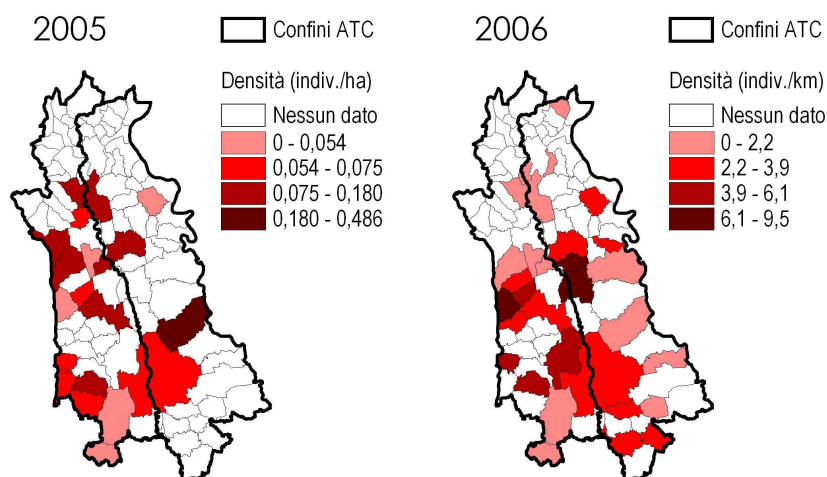 2005
Confini ATC
Densità (indiv./ha)
Nessun dato
0 - 0,054
0,054 - 0,075
0,075 - 0,180
0,180 - 0,486
2006
Confini ATC
Densità (indiv./km)
Nessun dato
0 - 2,2
2,2 - 3,9
3,9 - 6,1
6,1 - 9,5